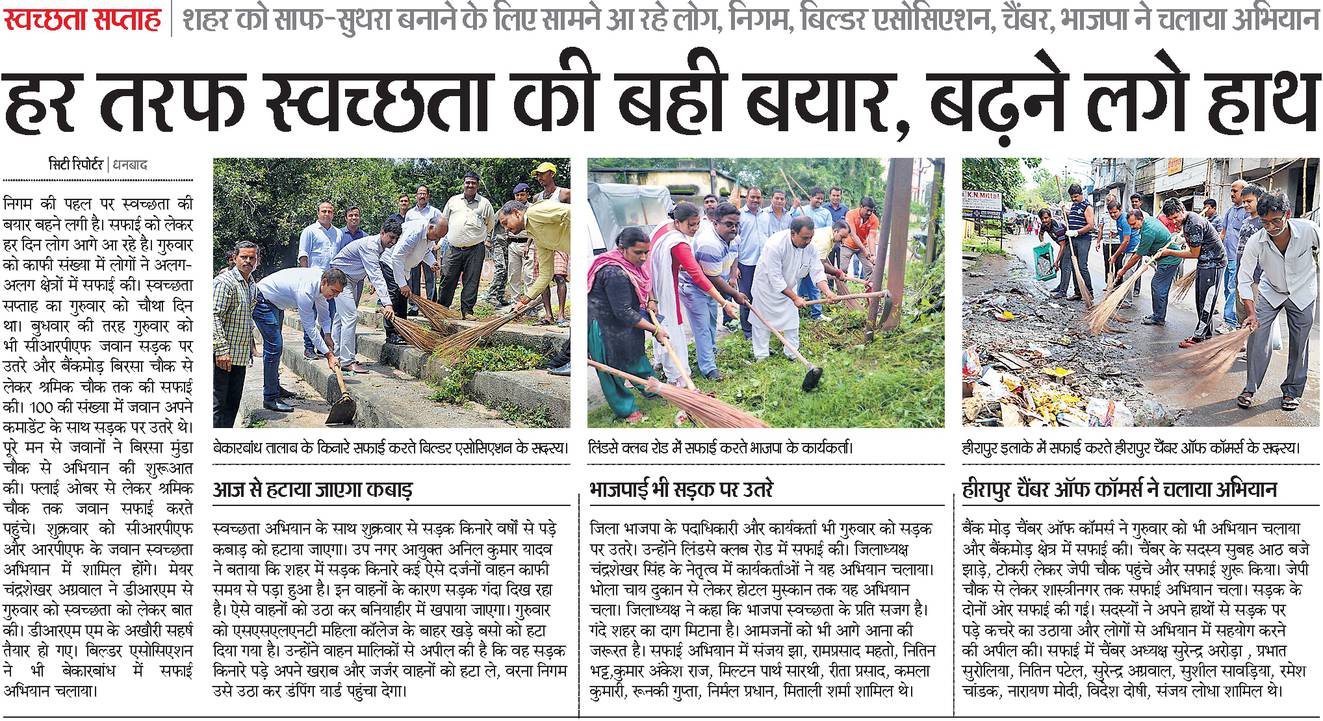 स्वच्छता सप्ताह | शहर को साफ-सुथरा बनाने के लिए सामने आ रहे लोग, निगम, बिल्डर एसोसिएशन, चैंबर, भाजपा ने चलाया अभियान
हर तरफ स्वच्छता की बही बयार, बढ़ने लगे हाथ
सिटी रिपोर्टर | धनबाद
निगम की पहल पर स्वच्छता की
बयार बहने लगी है। सफाई को लेकर
हर दिन लोग आगे आ रहे है। गुरुवार
को काफी संख्या में लोगों ने अलग-
अलग क्षेत्रों में सफाई की। स्वच्छता
सप्ताह का गुरुवार को चौथा दिन
था। बुधवार की तरह गुरुवार को
भी सीआरपीएफ जवान सड़क पर
उतरे और बैंकमोड़ बिरसा चौक से
लेकर श्रमिक चौक तक की सफाई
की। 100 की संख्या में जवान अपने
कमाडेंट के साथ सड़क पर उतरे थे।
पूरे मन से जवानों ने बिरसा मुंडा
चौक से अभियान की शुरूआत
की। फ्लाई ओबर से लेकर श्रमिक
चौक तक जवान सफाई करते
पहुंचे। शुक्रवार को सीआरपीएफ
और आरपीएफ के जवान स्वच्छता
अभियान में शामिल होंगे। मेयर
चंद्रशेखर अग्रवाल ने डीआरएम से
गुरुवार को स्वच्छता को लेकर बात
की। डीआरएम एम के अखौरी सहर्ष
तैयार हो गए। बिल्डर एसोसिएशन
ने भी बेकारबांध में सफाई
अभियान चलाया।
बेकारबांध तालाब के किनारे सफाई करते बिल्डर एसोसिएशन के सदस्य।
आज से हटाया जाएगा कबाड़
स्वच्छता अभियान के साथ शुक्रवार से सड़क किनारे वर्षो से पड़े
कबाड़ को हटाया जाएगा। उप नगर आयुक्त अनिल कुमार यादव
ने बताया कि शहर में सड़क किनारे कई ऐसे दर्जनों वाहन काफी
समय से पड़ा हुआ है। इन वाहनों के कारण सड़क गंदा दिख रहा
है। ऐसे वाहनों को उठा कर बनियाहीर में खपाया जाएगा। गुरुवार
को एसएसएलएनटी महिला कॉलेज के बाहर खड़े बसो को हटा
दिया गया है। उन्होंने वाहन मालिकों से अपील की है कि वह सड़क
किनारे पड़े अपने खराब और जर्जर वाहनों को हटा ले, वरना निगम
उसे उठा कर डंपिंग यार्ड पहुंचा देगा।
लिंडसे क्लब रोड में सफाई करते भाजपा के कार्यकर्ता।
भाजपाई भी सड़क पर उतरे
जिला भाजपा के पदाधिकारी और कार्यकर्ता भी गुरुवार को सड़क
पर उतरे। उन्होंने लिंडसे क्लब रोड में सफाई की। जिलाध्यक्ष
चंद्रशेखर सिंह के नेतृत्व में कार्यकर्ताओं ने यह अभियान चलाया।
भोला चाय दुकान से लेकर होटल मुस्कान तक यह अभियान
चला। जिलाध्यक्ष ने कहा कि भाजपा स्वच्छता के प्रति सजग है।
गंदे शहर का दाग मिटाना है। आमजनों को भी आगे आना की
जरूरत है। सफाई अभियान में संजय झा, रामप्रसाद महतो, नितिन
भट्ट,कुमार अंकेश राज, मिल्टन पार्थ सारथी, रीता प्रसाद, कमला
कुमारी, रूनकी गुप्ता, निर्मल प्रधान, मिताली शर्मा शामिल थे।
K.N.Mittal
हीरापुर इलाके में सफाई करते हीरापुर चैंबर ऑफ कॉमर्स के सदस्य।
हीरापुर चैंबर ऑफ कॉमर्स ने चलाया अभियान
बैंक मोड़ चैंबर ऑफ कॉमर्स ने गुरुवार को भी अभियान चलाया
और बैंकमोड़ क्षेत्र में सफाई की। चैंबर के सदस्य सुबह आठ बजे
झाड़े, टोकरी लेकर जेपी चौक पहुंचे और सफाई शुरू किया। जेपी
चौक से लेकर शास्त्रीनगर तक सफाई अभियान चला। सड़क के
दोनों ओर सफाई की गई। सदस्यों ने अपने हाथों से सड़क पर
पड़े कचरे का उठाया और लोगों से अभियान में सहयोग करने
की अपील की। सफाई में चैंबर अध्यक्ष सुरेन्द्र अरोड़ा , प्रभात
सुरोलिया, नितिन पटेल, सुरेन्द्र अग्रवाल, सुशील सावड़िया, रमेश
चांडक, नारायण मोदी, विदेश दोषी, संजय लोधा शामिल थे।